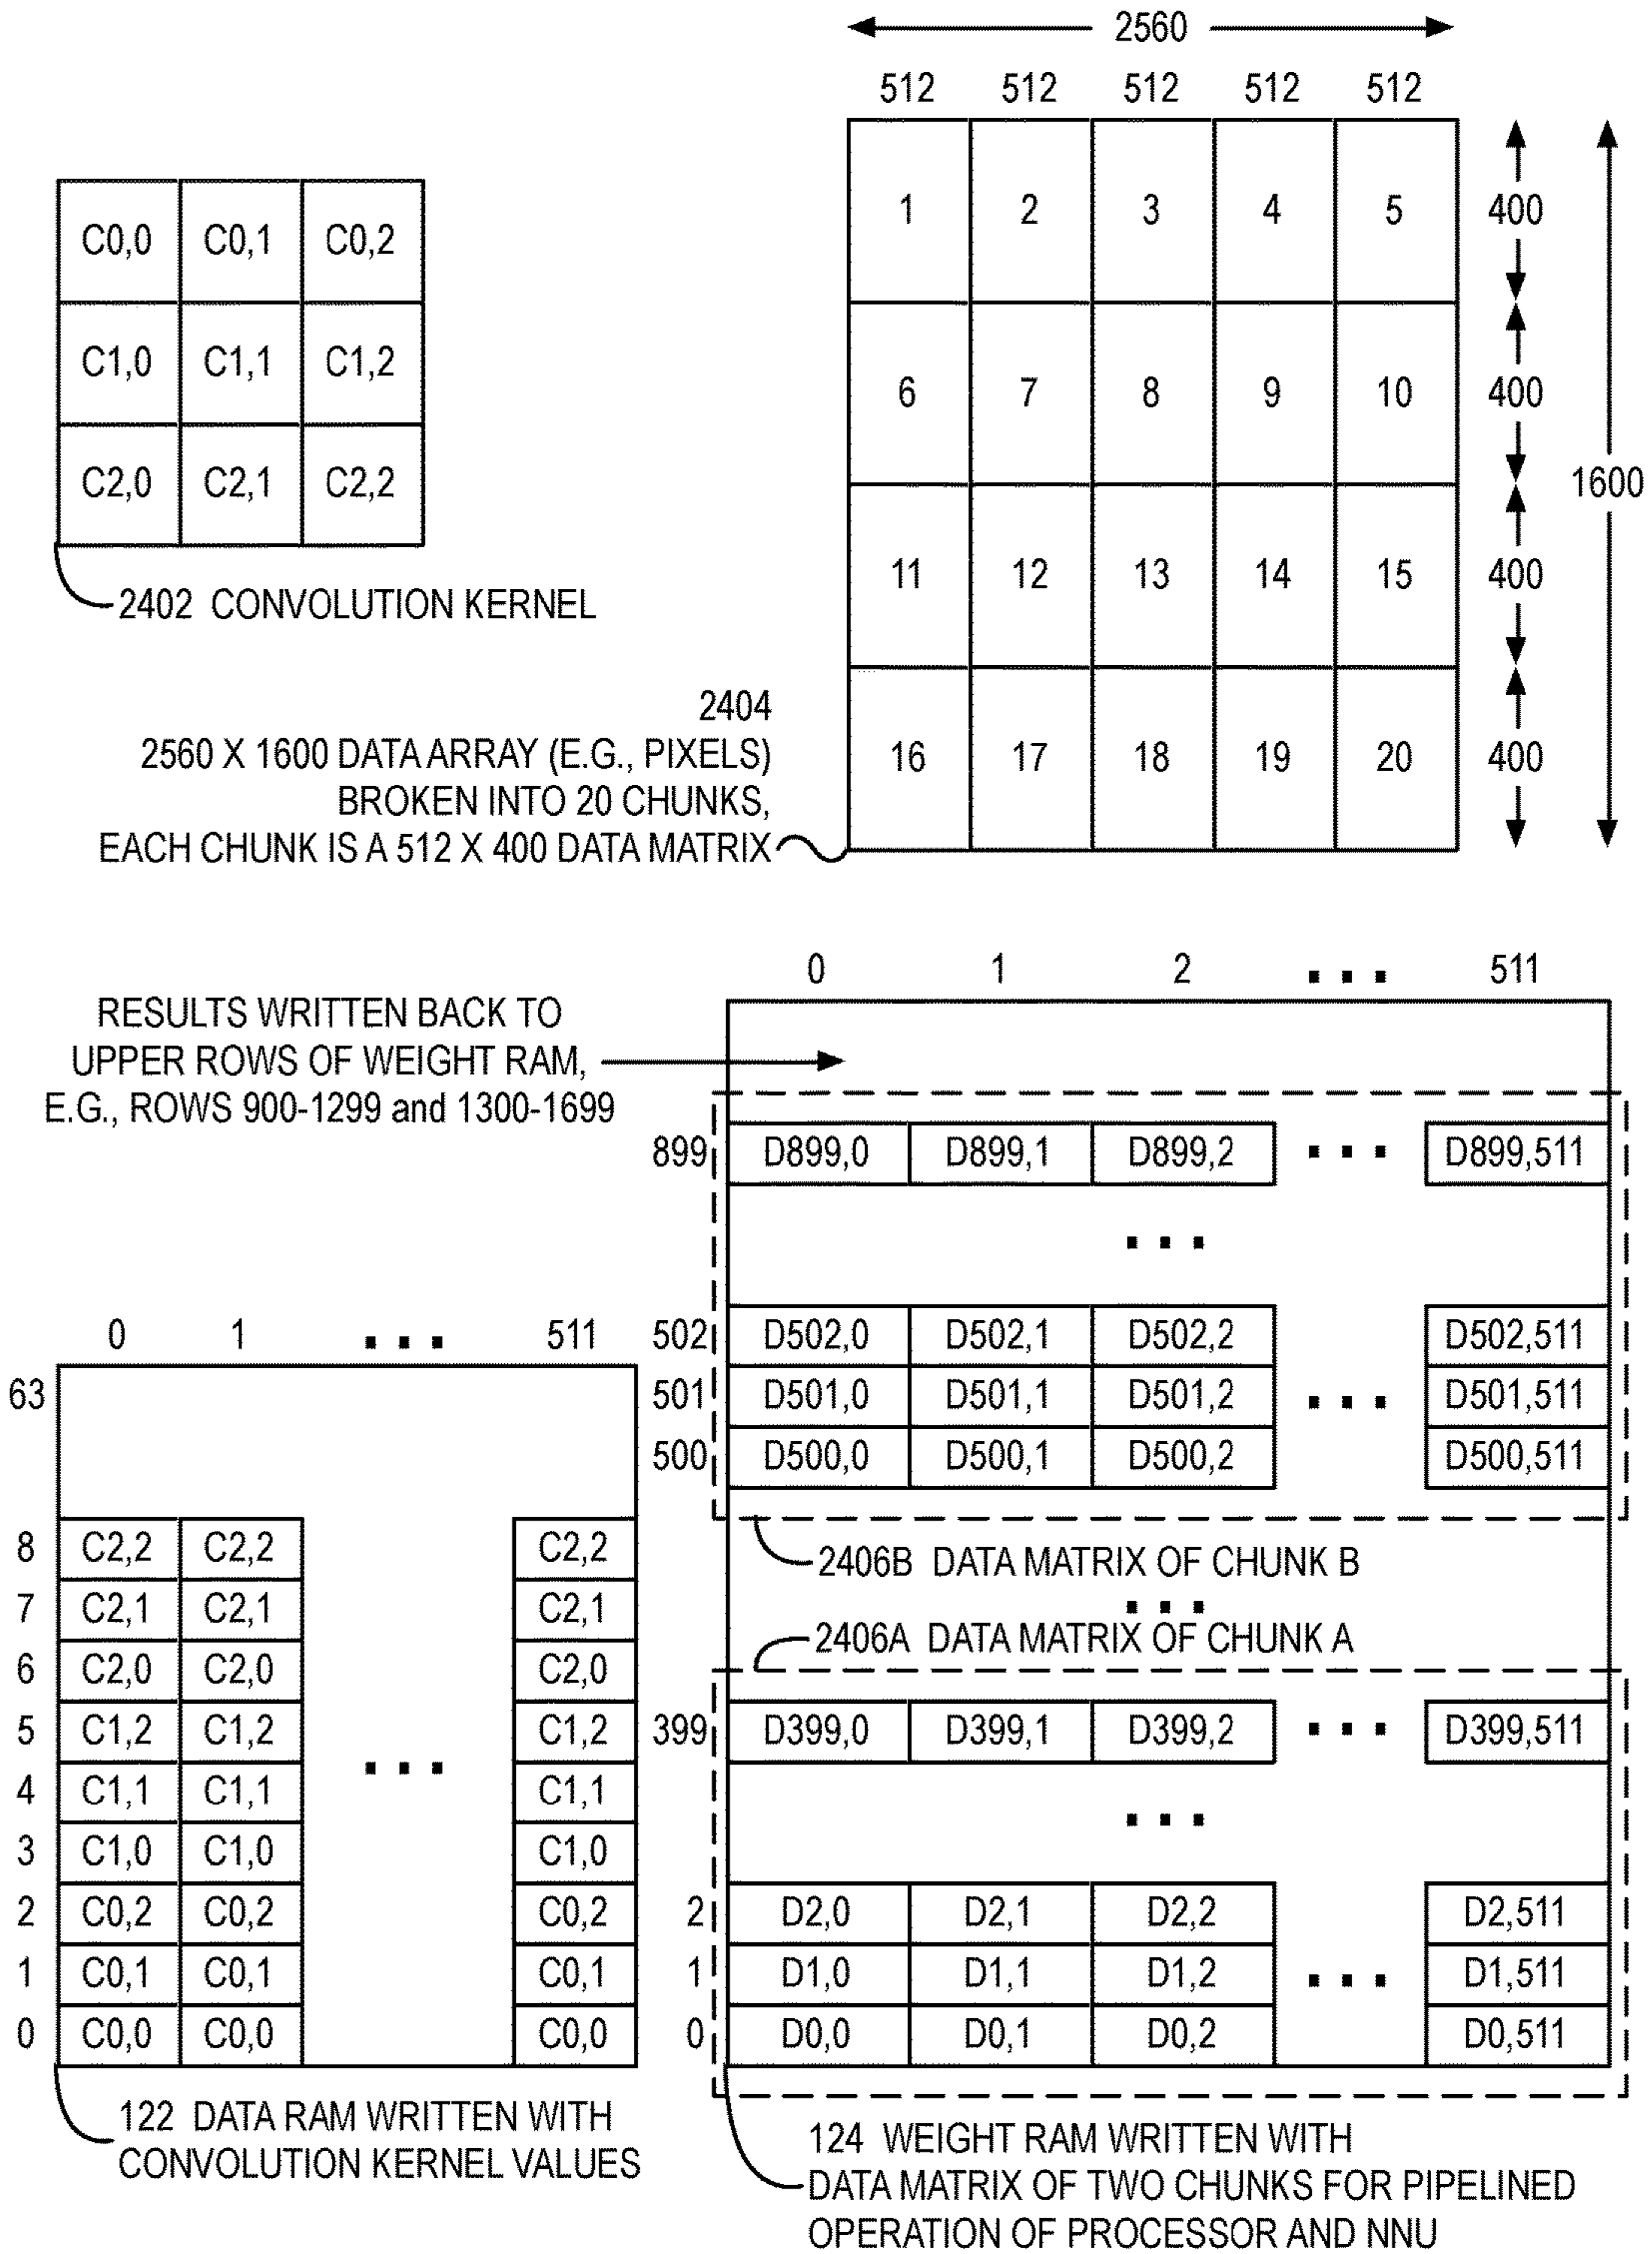 2560
512 512 512 512 512
1 2 3 4 5 400
6 7 8 9 10 400
1600
11 12 13 14 15 400
16 17 18 19 20 400
C0,0 C0,1 C0,2
C1,0 C1,1 C1,2
C2,0 C2,1 C2,2
2402 CONVOLUTION KERNEL
2404
2560 X 1600 DATA ARRAY (E.G., PIXELS)
BROKEN INTO 20 CHUNKS,
EACH CHUNK IS A 512 X 400 DATA MATRIX
RESULTS WRITTEN BACK TO
UPPER ROWS OF WEIGHT RAM,
E.G., ROWS 900-1299 and 1300-1699
0 1 ... 511
63
8 C2,2 C2,2 C2,2
7 C2,1 C2,1 C2,1
6 C2,0 C2,0 C2,0
5 C1,2 C1,2 C1,2
...
4 C1,1 C1,1 C1,1
3 C1,0 C1,0 C1,0
2 C0,2 C0,2 C0,2
1 C0,1 C0,1 C0,1
0 C0,0 C0,0 C0,0
122 DATA RAM WRITTEN WITH
CONVOLUTION KERNEL VALUES
0 1 2 ... 511
899 D899,0 D899,1 D899,2 ... D899,511
...
502 D502,0 D502,1 D502,2 D502,511
501 D501,0 D501,1 D501,2 ... D501,511
500 D500,0 D500,1 D500,2 D500,511
2406B DATA MATRIX OF CHUNK B
...
2406A DATA MATRIX OF CHUNK A
399 D399,0 D399,1 D399,2 ... D399,511
...
2 D2,0 D2,1 D2,2 D2,511
1 D1,0 D1,1 D1,2 ... D1,511
0 D0,0 D0,1 D0,2 D0,511
124 WEIGHT RAM WRITTEN WITH
DATA MATRIX OF TWO CHUNKS FOR PIPELINED
OPERATION OF PROCESSOR AND NNU